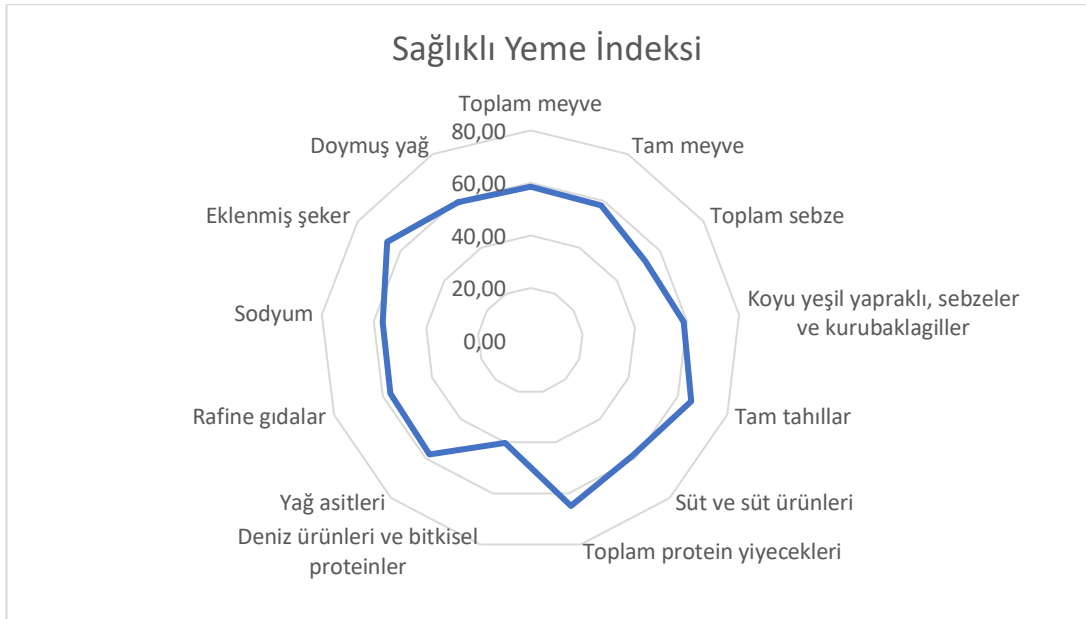 Sağlıklı Yeme İndeksi
Toplam meyve
80,00
60,00
40,00
20,00
0,00
Tam meyve
Toplam sebze
Koyu yeşil yapraklı, sebzeler
ve kurubaklagiller
Tam tahıllar
Süt ve süt ürünleri
Toplam protein yiyecekleri
Deniz ürünleri ve bitkisel
proteinler
Yağ asitleri
Rafine gıdalar
Sodyum
Eklenmiş şeker
Doymuş yağ